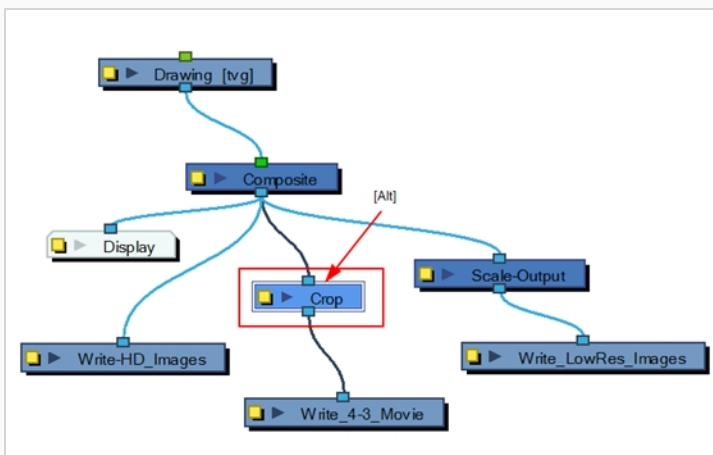 Drawing [tvg]
Composite
[Alt]
Display
Scale-Output
Crop
Write-HD_Images
Write_LowRes_Images
Write_4-3_Movie